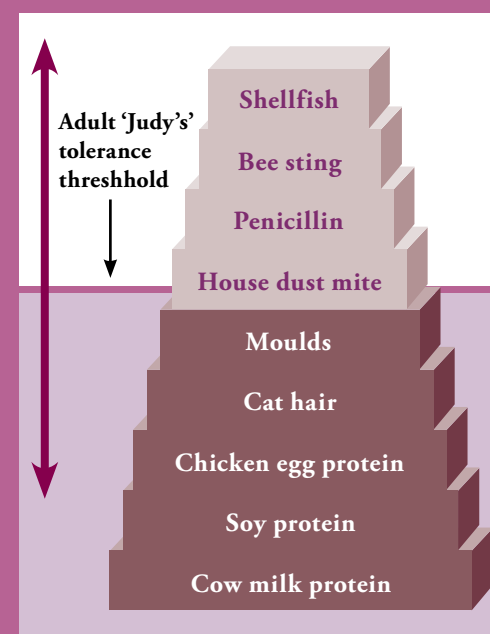 Shellfish
Adult ‘Judy’s’
tolerance
threshhold
Bee sting
Penicillin
House dust mite
Moulds
Cat hair
Chicken egg protein
Soy protein
Cow milk protein